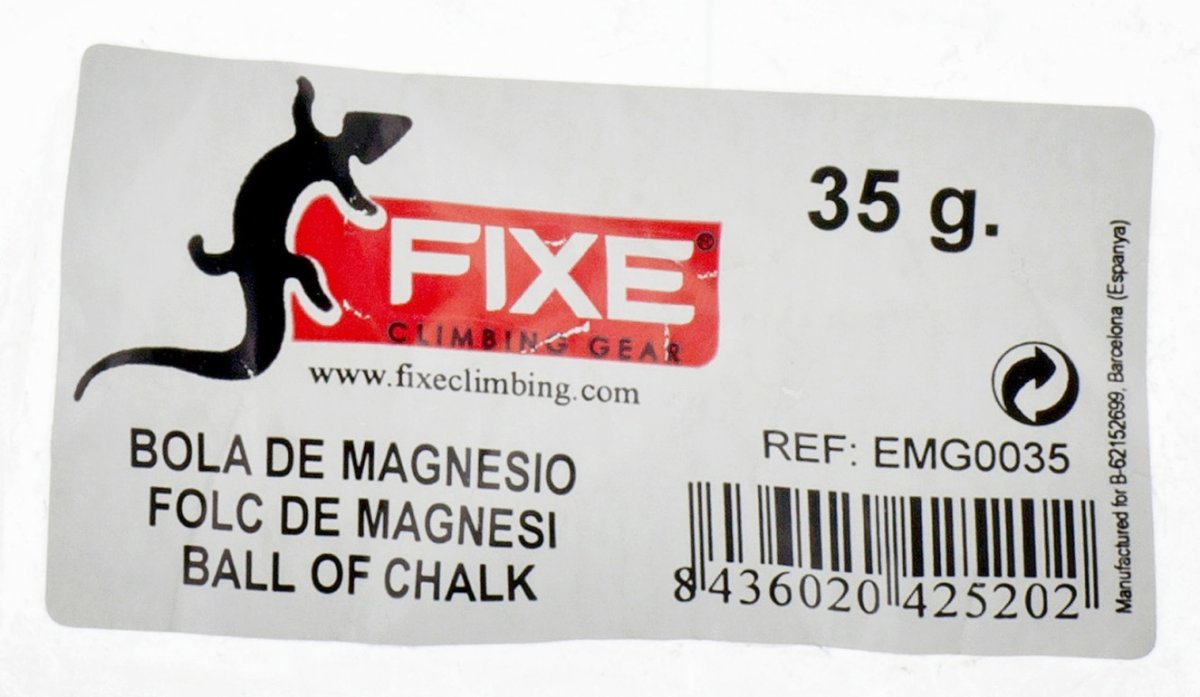 FIXE®
CLIMBING GEAR
www.fixeclimbing.com
35 g.
BOLA DE MAGNESIO
FOLC DE MAGNESI
BALL OF CHALK
REF: EMG0035
8 436020 425202
Manufactured for B-62152699, Barcelona (Espanya)